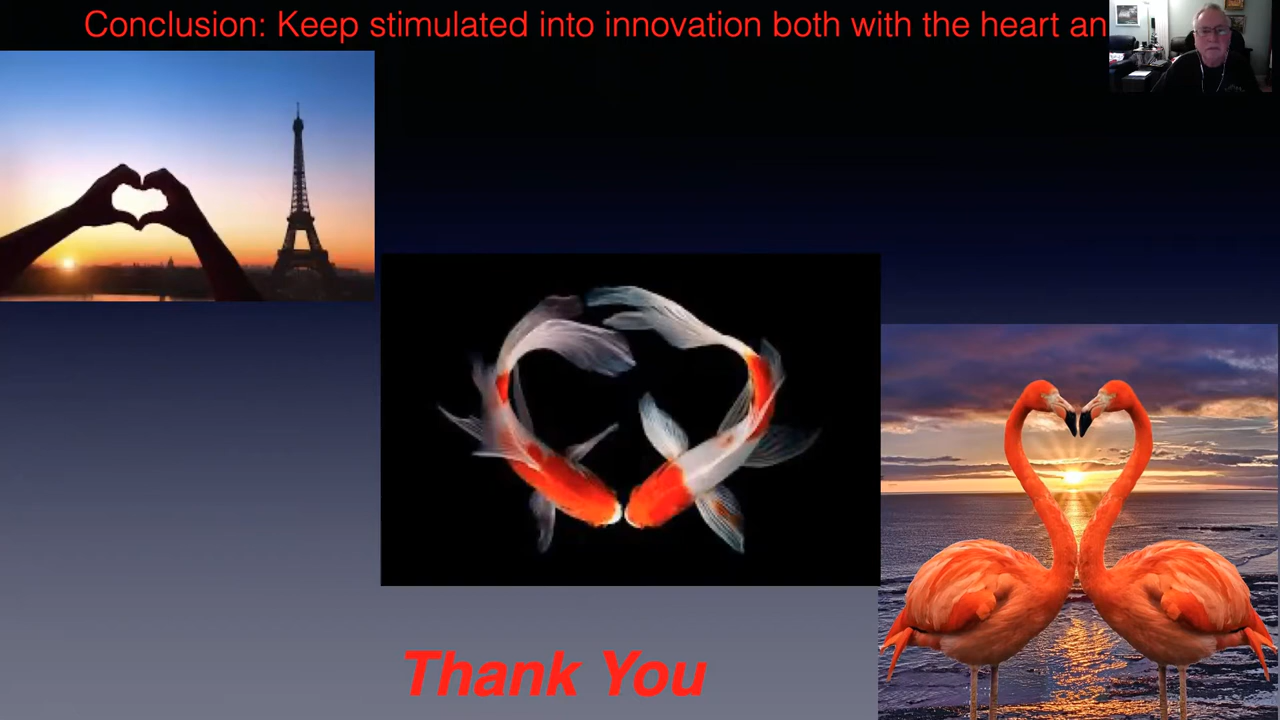 Conclusion: Keep stimulated into innovation both with the heart an
Thank You